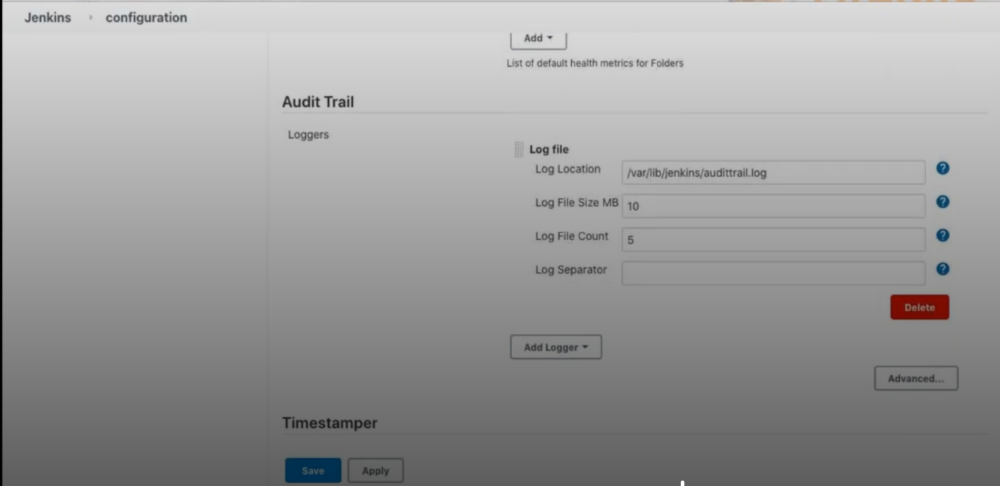 Jenkins › configuration
Add
List of default health metrics for Folders
Audit Trail
Loggers
Log file
Log Location /var/lib/jenkins/audittrail.log ?
Log File Size MB 10 ?
Log File Count 5 ?
Log Separator ?
Delete
Add Logger
Advanced...
Timestamper
Save Apply